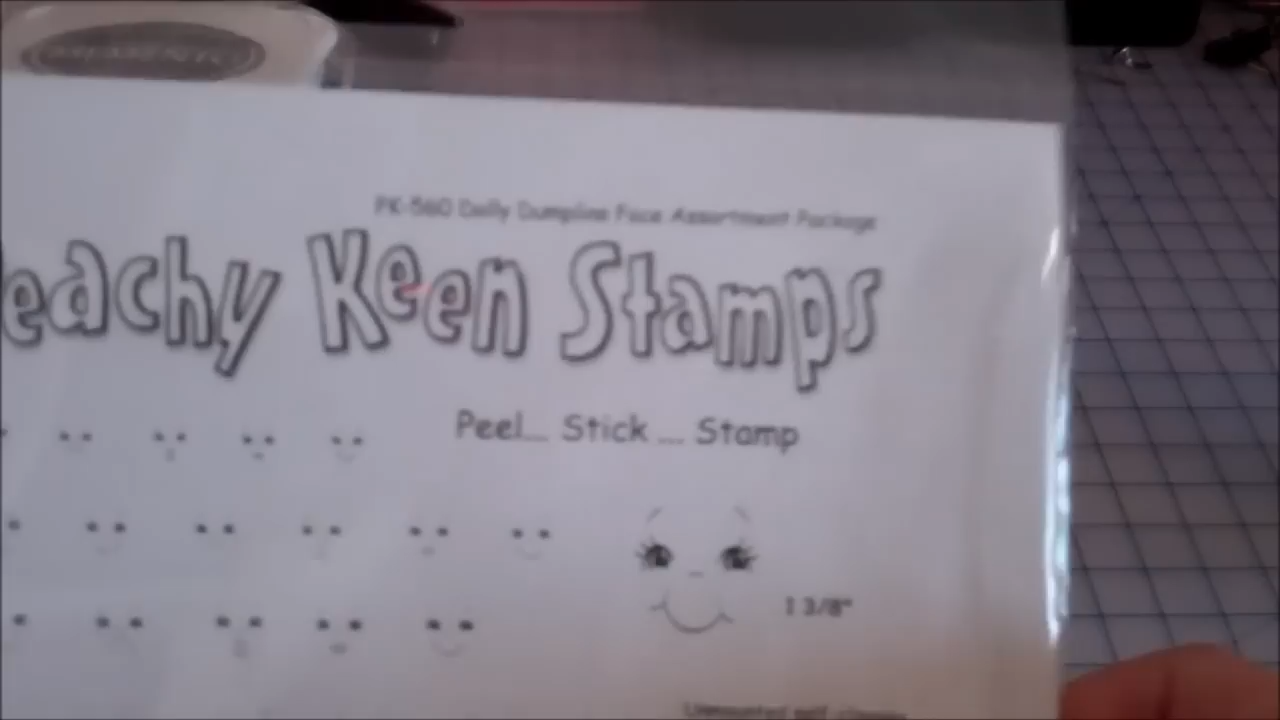 PK-560 Dolly Dumpling Face Assortment Package
eachy Keen Stamps
Peel... Stick ... Stamp
1 3/8"